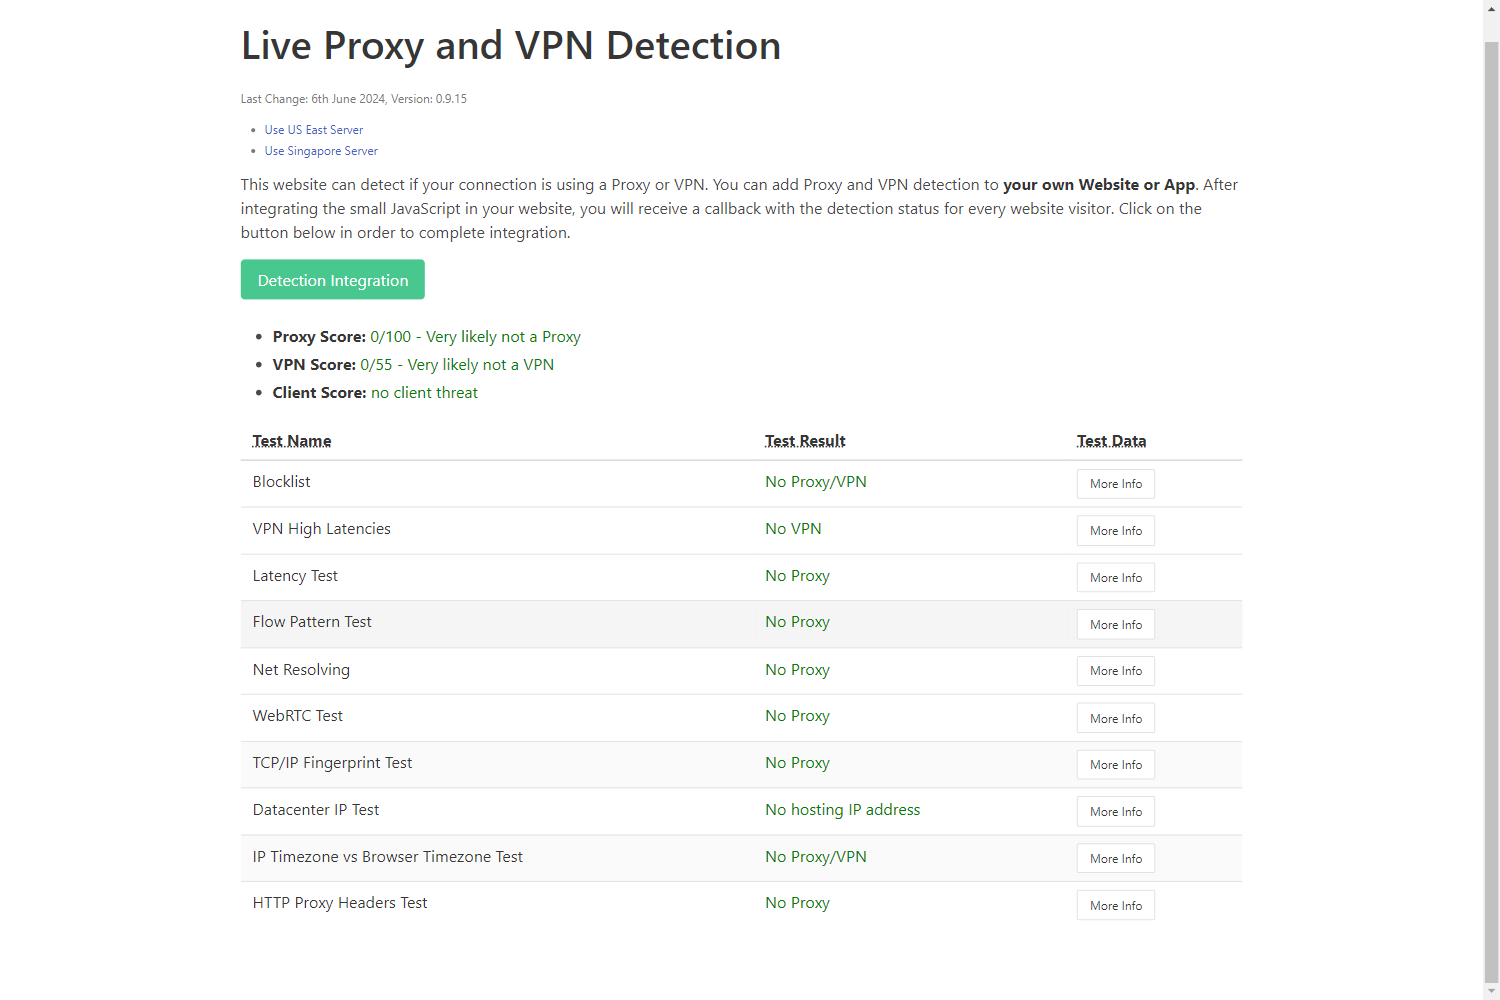 Live Proxy and VPN Detection
Last Change: 6th June 2024, Version: 0.9.15
Use US East Server
Use Singapore Server
This website can detect if your connection is using a Proxy or VPN. You can add Proxy and VPN detection to your own Website or App. After
integrating the small JavaScript in your website, you will receive a callback with the detection status for every website visitor. Click on the
button below in order to complete integration.
Detection Integration
Proxy Score: 0/100 - Very likely not a Proxy
VPN Score: 0/55 - Very likely not a VPN
Client Score: no client threat
Test Name Test Result Test Data
Blocklist No Proxy/VPN More Info
VPN High Latencies No VPN More Info
Latency Test No Proxy More Info
Flow Pattern Test No Proxy More Info
Net Resolving No Proxy More Info
WebRTC Test No Proxy More Info
TCP/IP Fingerprint Test No Proxy More Info
Datacenter IP Test No hosting IP address More Info
IP Timezone vs Browser Timezone Test No Proxy/VPN More Info
HTTP Proxy Headers Test No Proxy More Info